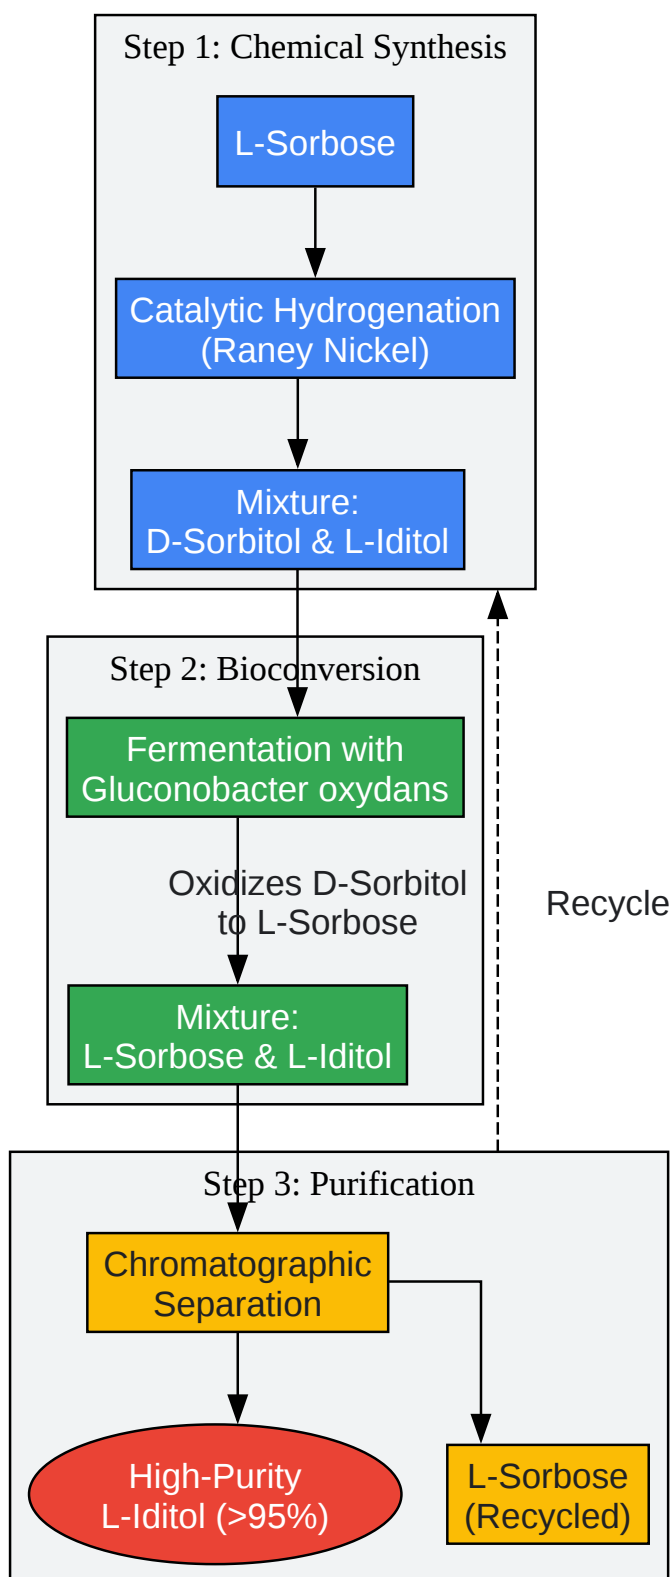 Step 1: Chemical Synthesis
L-Sorbose
Catalytic Hydrogenation
(Raney Nickel)
Mixture:
D-Sorbitol & L-Iditol
Step 2: Bioconversion
Fermentation with
Gluconobacter oxydans
Oxidizes D-Sorbitol
to L-Sorbose
Recycle
Mixture:
L-Sorbose & L-Iditol
Step 3: Purification
Chromatographic
Separation
High-Purity
L-Iditol (>95%)
L-Sorbose
(Recycled)